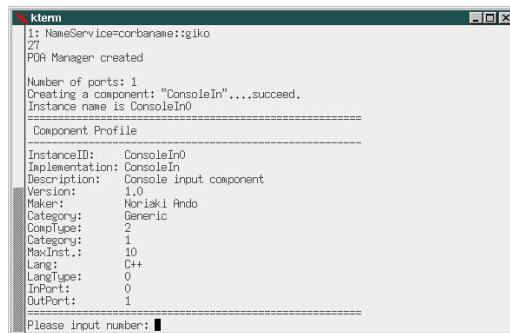 kterm
1: NameService=corbaname::giko
27
POA Manager created
Number of ports: 1
Creating a component: "ConsoleIn"....succeed.
Instance name is ConsoleIn0
=======================================================
Component Profile
-------------------------------------------------------
InstanceID: ConsoleIn0
Implementation: ConsoleIn
Description: Console input component
Version: 1.0
Maker: Noriaki Ando
Category: Generic
CompType: 2
Category: 1
MaxInst.: 10
Lang: C++
LangType: 0
InPort: 0
OutPort: 1
=======================================================
Please input number: